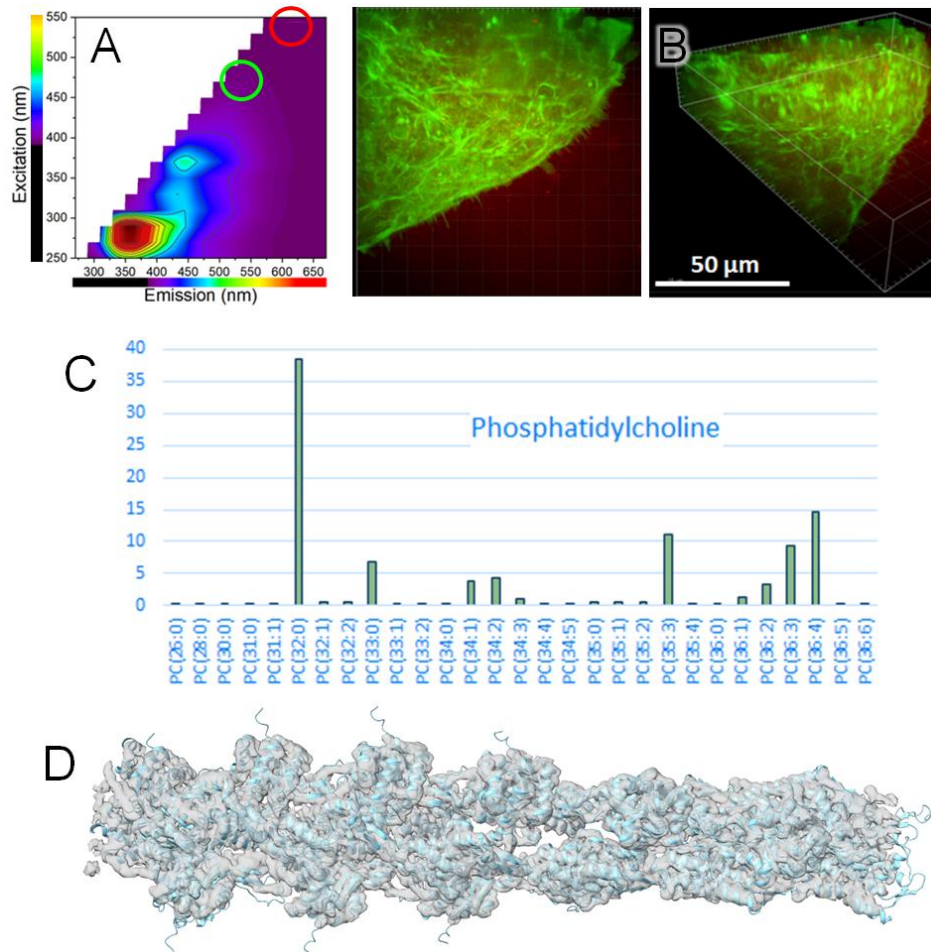 A
550
500
450
400
350
300
250
Excitation (nm)
300 350 400 450 500 550 600 650
Emission (nm)
B
50 µm
C
40
35
30
25
20
15
10
5
0
Phosphatidylcholine
PC(26:0)
PC(28:0)
PC(30:0)
PC(31:0)
PC(31:1)
PC(32:0)
PC(32:1)
PC(32:2)
PC(33:0)
PC(33:1)
PC(33:2)
PC(34:0)
PC(34:1)
PC(34:2)
PC(34:3)
PC(34:4)
PC(34:5)
PC(35:0)
PC(35:1)
PC(35:2)
PC(35:3)
PC(35:4)
PC(36:0)
PC(36:1)
PC(36:2)
PC(36:3)
PC(36:4)
PC(36:5)
PC(36:6)
D